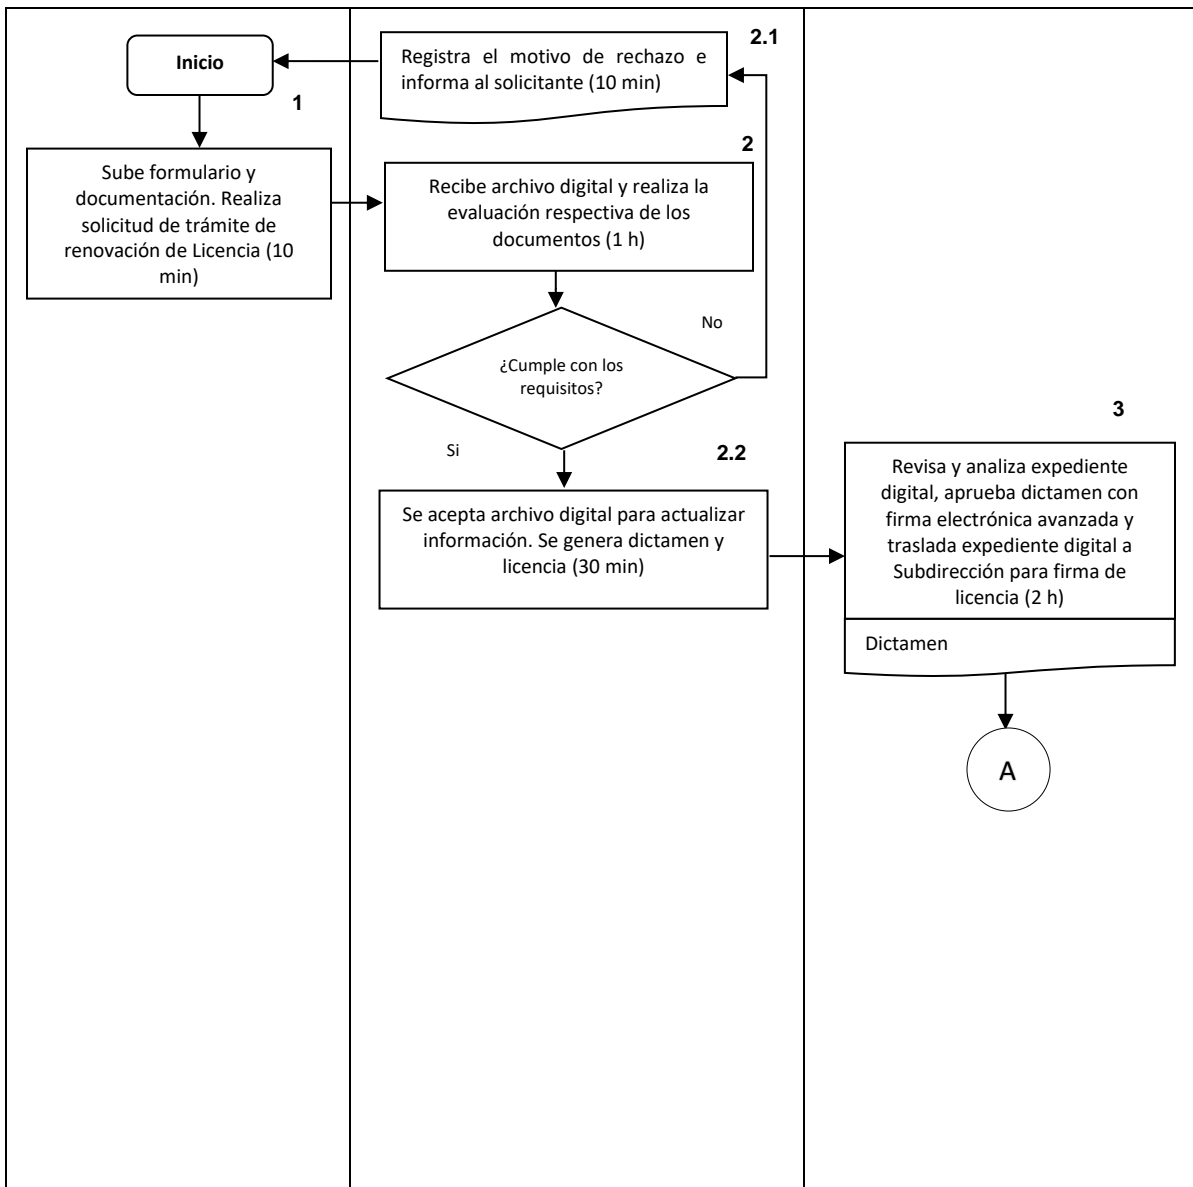 Inicio
1
Sube formulario y
documentación. Realiza
solicitud de trámite de
renovación de Licencia (10
min)
2.1
Registra el motivo de rechazo e
informa al solicitante (10 min)
2
Recibe archivo digital y realiza la
evaluación respectiva de los
documentos (1 h)
No
¿Cumple con los
requisitos?
Si
2.2
Se acepta archivo digital para actualizar
información. Se genera dictamen y
licencia (30 min)
3
Revisa y analiza expediente
digital, aprueba dictamen con
firma electrónica avanzada y
traslada expediente digital a
Subdirección para firma de
licencia (2 h)
Dictamen
A